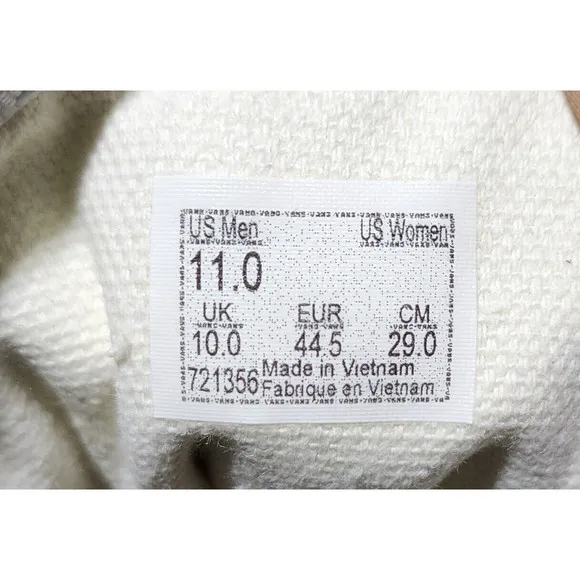 US Men US Women
11.0
UK EUR CM
10.0 44.5 29.0
721356 Made in Vietnam
Fabrique en Vietnam